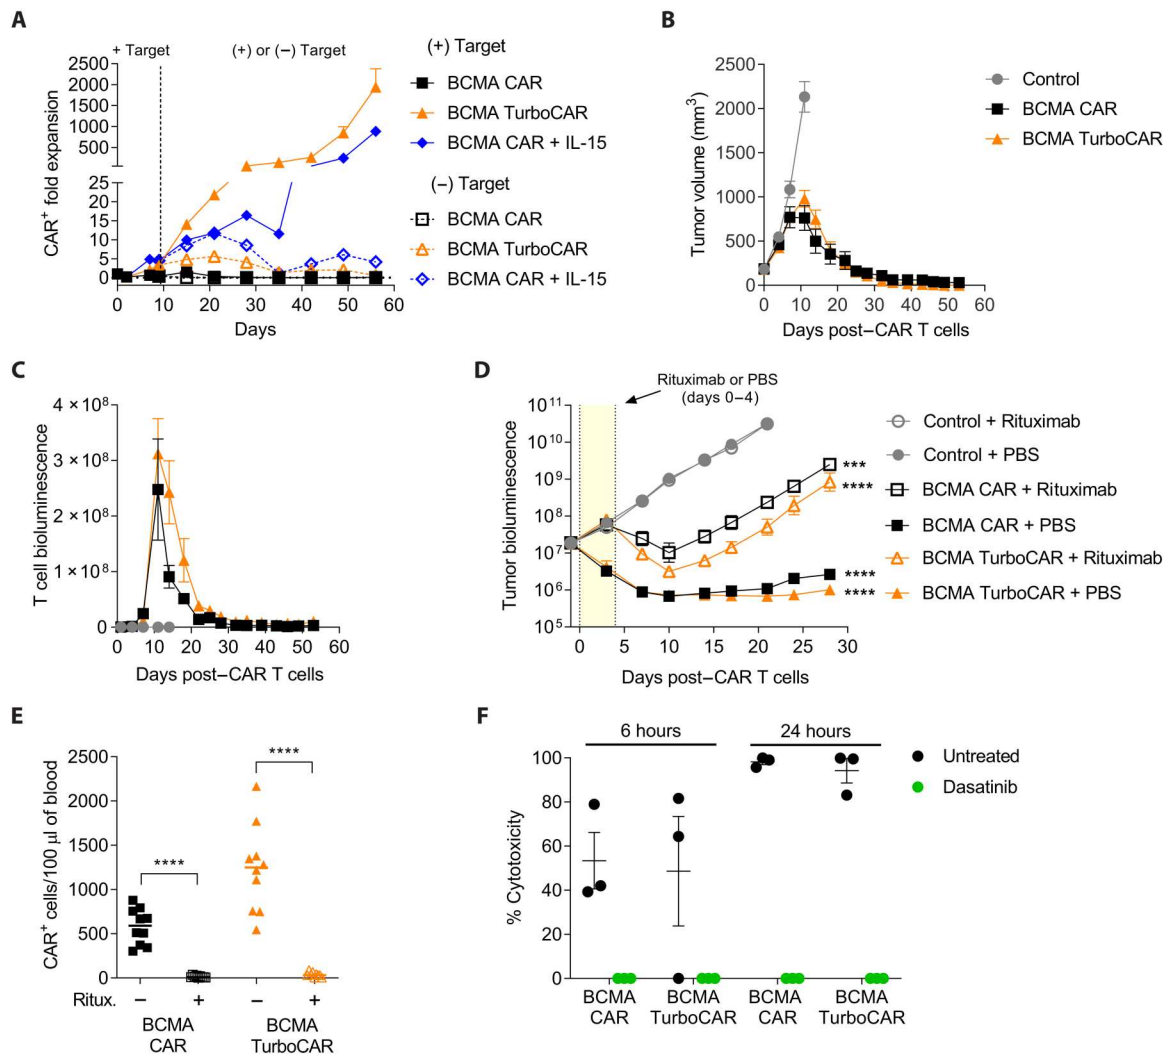 A
+ Target
(+) or (−) Target
2500
2000
1500
1000
500
25
20
15
10
5
0
CAR⁺ fold expansion
0 10 20 30 40 50 60
Days
(+) Target
BCMA CAR
BCMA TurboCAR
BCMA CAR + IL-15
(−) Target
BCMA CAR
BCMA TurboCAR
BCMA CAR + IL-15
B
2500
2000
1000
500
0
Tumor volume (mm³)
0 10 20 30 40 50 60
Days post–CAR T cells
Control
BCMA CAR
BCMA TurboCAR
C
4 × 10⁸
3 × 10⁸
2 × 10⁸
1 × 10⁸
0
T cell bioluminescence
0 10 20 30 40 50 60
Days post–CAR T cells
D
Rituximab or PBS
(days 0–4)
10¹¹
10¹⁰
10⁹
10⁸
10⁷
10⁶
10⁵
Tumor bioluminescence
0 5 10 15 20 25 30
Days post–CAR T cells
***
****
****
****
Control + Rituximab
Control + PBS
BCMA CAR + Rituximab
BCMA CAR + PBS
BCMA TurboCAR + Rituximab
BCMA TurboCAR + PBS
E
2500
2000
1500
1000
500
0
CAR⁺ cells/100 µl of blood
****
****
Ritux. − + − +
BCMA
CAR
BCMA
TurboCAR
F
6 hours
24 hours
100
80
60
40
20
0
% Cytotoxicity
BCMA
CAR
BCMA
TurboCAR
BCMA
CAR
BCMA
TurboCAR
Untreated
Dasatinib